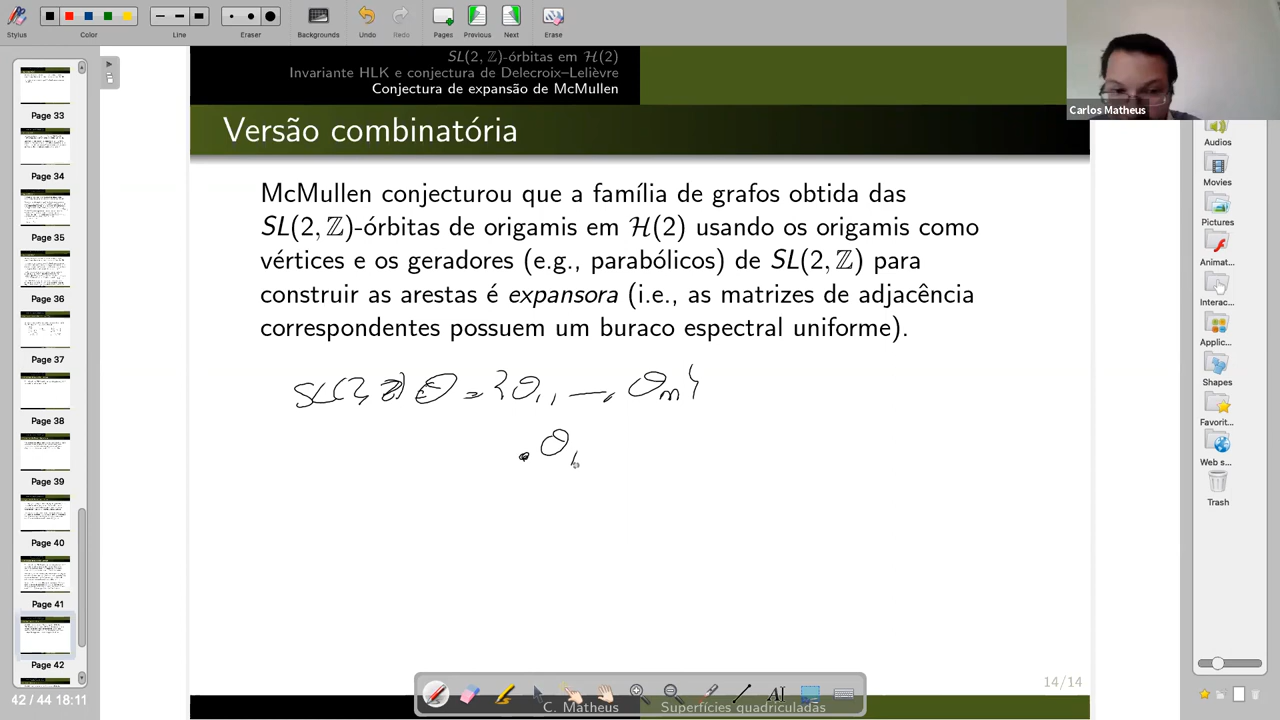 Stylus
Color
Line
Eraser
Backgrounds
Undo
Redo
Pages
Previous
Next
Erase
SL(2, ℤ)-órbitas em ℋ(2)
Invariante HLK e conjectura de Delecroix–Lelièvre
Conjectura de expansão de McMullen
Carlos Matheus
Versão combinatória
McMullen conjecturou que a família de grafos obtida das
SL(2, ℤ)-órbitas de origamis em ℋ(2) usando os origamis como
vértices e os geradores (e.g., parabólicos) de SL(2, ℤ) para
construir as arestas é expansora (i.e., as matrizes de adjacência
correspondentes possuem um buraco espectral uniforme).
SL(2, ℤ) O = {O1, —, Om}
. O1
14/14
C. Matheus
Superfícies quadriculadas
Page 33
Page 34
Page 35
Page 36
Page 37
Page 38
Page 39
Page 40
Page 41
Page 42
42 / 44 18:11
Audios
Movies
Pictures
Animat...
Interac...
Applic...
Shapes
Favorit...
Web s...
Trash